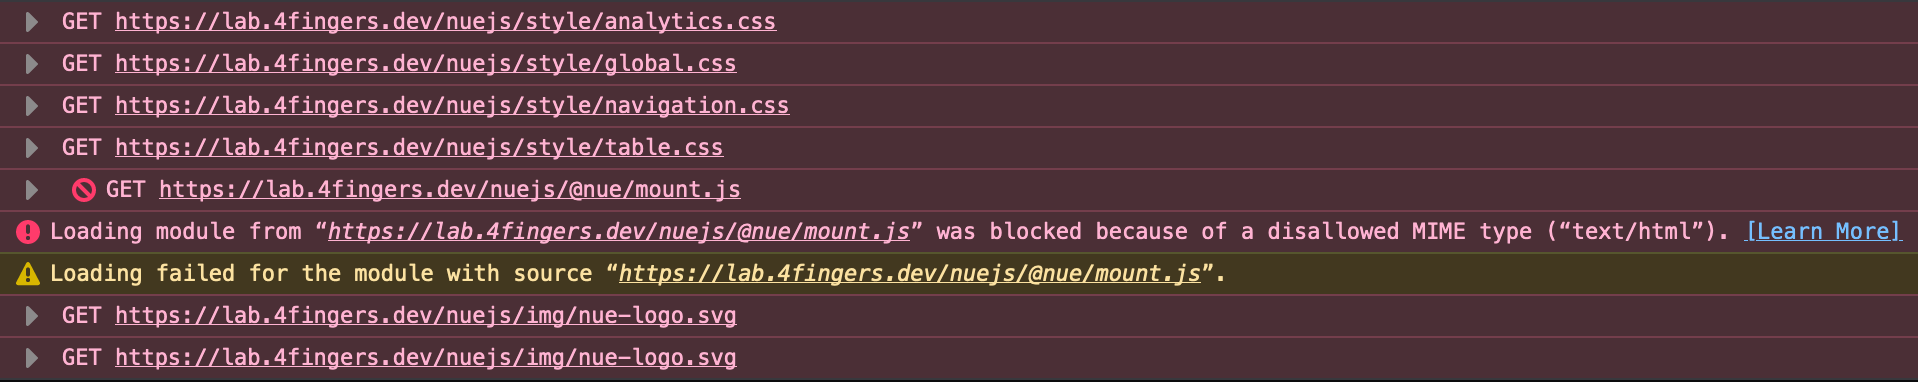 GET https://lab.4fingers.dev/nuejs/style/analytics.css
GET https://lab.4fingers.dev/nuejs/style/global.css
GET https://lab.4fingers.dev/nuejs/style/navigation.css
GET https://lab.4fingers.dev/nuejs/style/table.css
GET https://lab.4fingers.dev/nuejs/@nue/mount.js
Loading module from “https://lab.4fingers.dev/nuejs/@nue/mount.js” was blocked because of a disallowed MIME type (“text/html”). [Learn More]
Loading failed for the module with source “https://lab.4fingers.dev/nuejs/@nue/mount.js”.
GET https://lab.4fingers.dev/nuejs/img/nue-logo.svg
GET https://lab.4fingers.dev/nuejs/img/nue-logo.svg